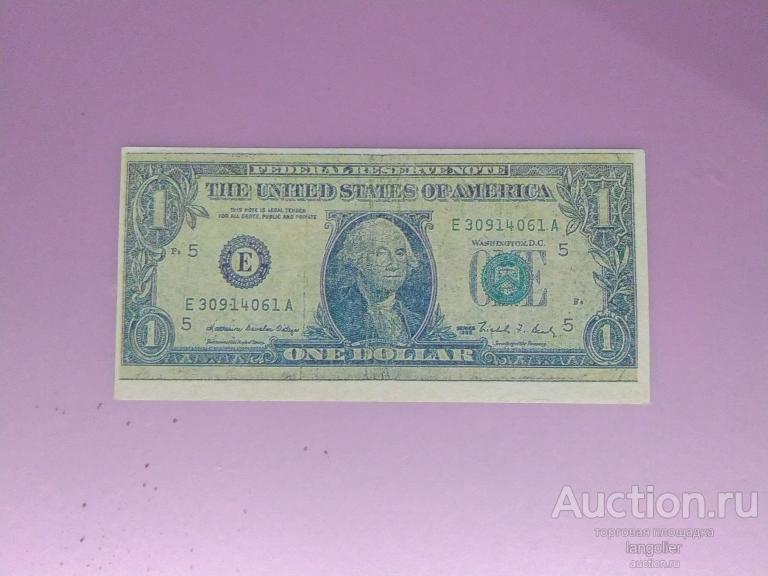 FEDERAL RESERVE NOTE
THE UNITED STATES OF AMERICA
THIS NOTE IS LEGAL TENDER
FOR ALL DEBTS, PUBLIC AND PRIVATE
E 30914061 A
WASHINGTON, D.C.
1
1
5
5
E
ONE
E 30914061 A
5
5
SERIES
1
1
ONE DOLLAR
Auction.ru
торговая площадка
langolier
auction.ru